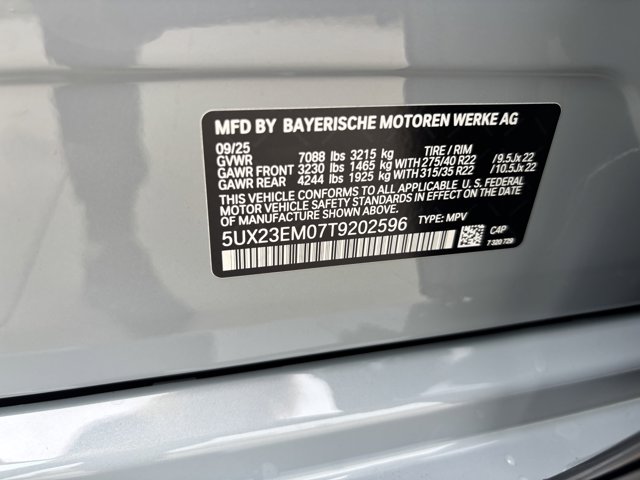 MFD BY BAYERISCHE MOTOREN WERKE AG
09/25 TIRE / RIM
GVWR 7088 lbs 3215 kg
GAWR FRONT 3230 lbs 1465 kg WITH 275/40 R22 /9.5Jx22
GAWR REAR 4244 lbs 1925 kg WITH 315/35 R22 /10.5Jx22
THIS VEHICLE CONFORMS TO ALL APPLICABLE U.S. FEDERAL
MOTOR VEHICLE SAFETY STANDARDS IN EFFECT ON THE
DATE OF MANUFACTURE SHOWN ABOVE.
5UX23EM07T9202596 TYPE: MPV
C4P
7 320 729